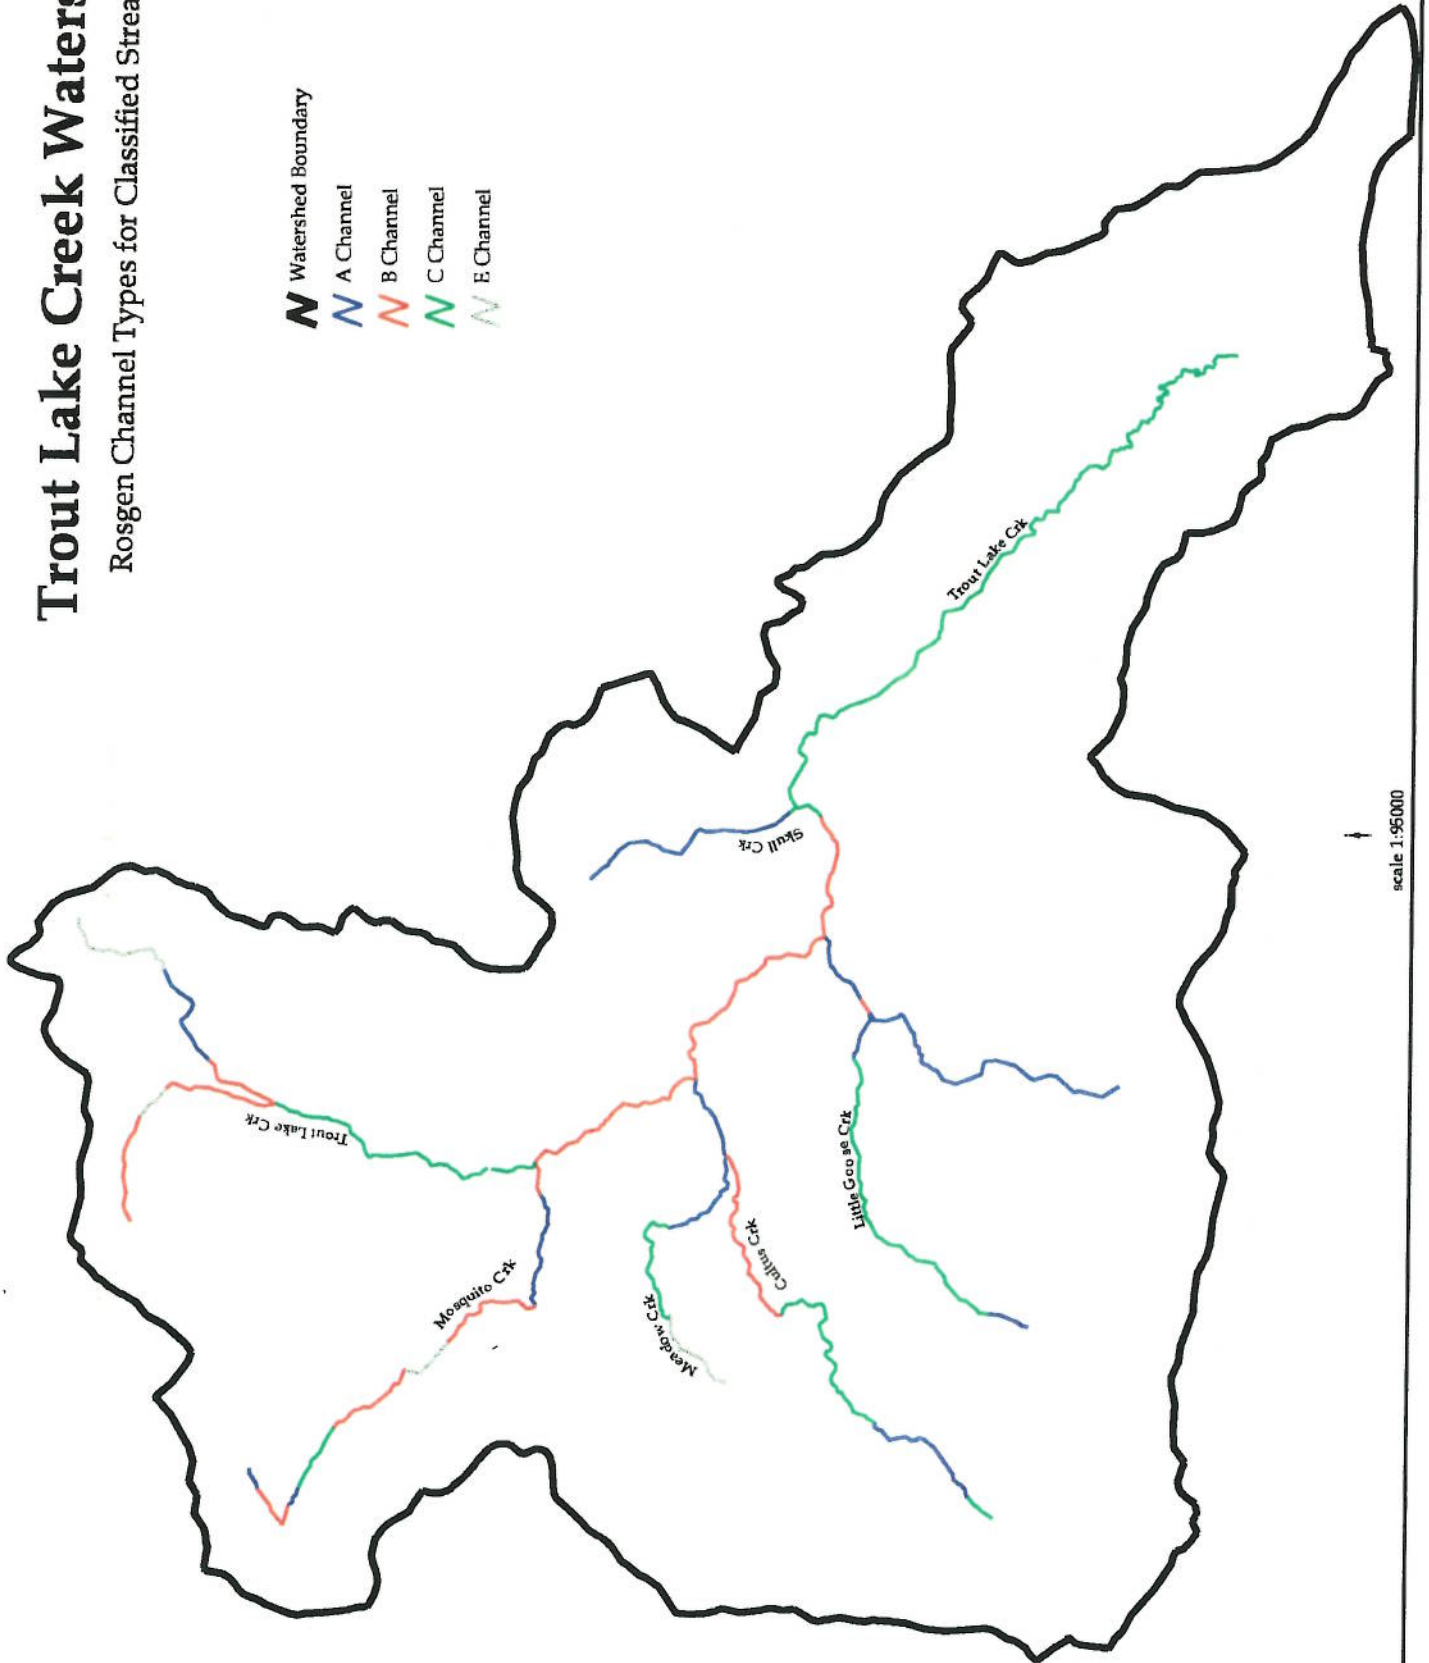 Trout Lake Creek Waters
Rosgen Channel Types for Classified Strea
Watershed Boundary
A Channel
B Channel
C Channel
E Channel
Trout Lake Crk
Skull Crk
Trout Lake Crk
Little Goose Crk
Mosquito Crk
Cultus Crk
Meadow Crk
scale 1:95000